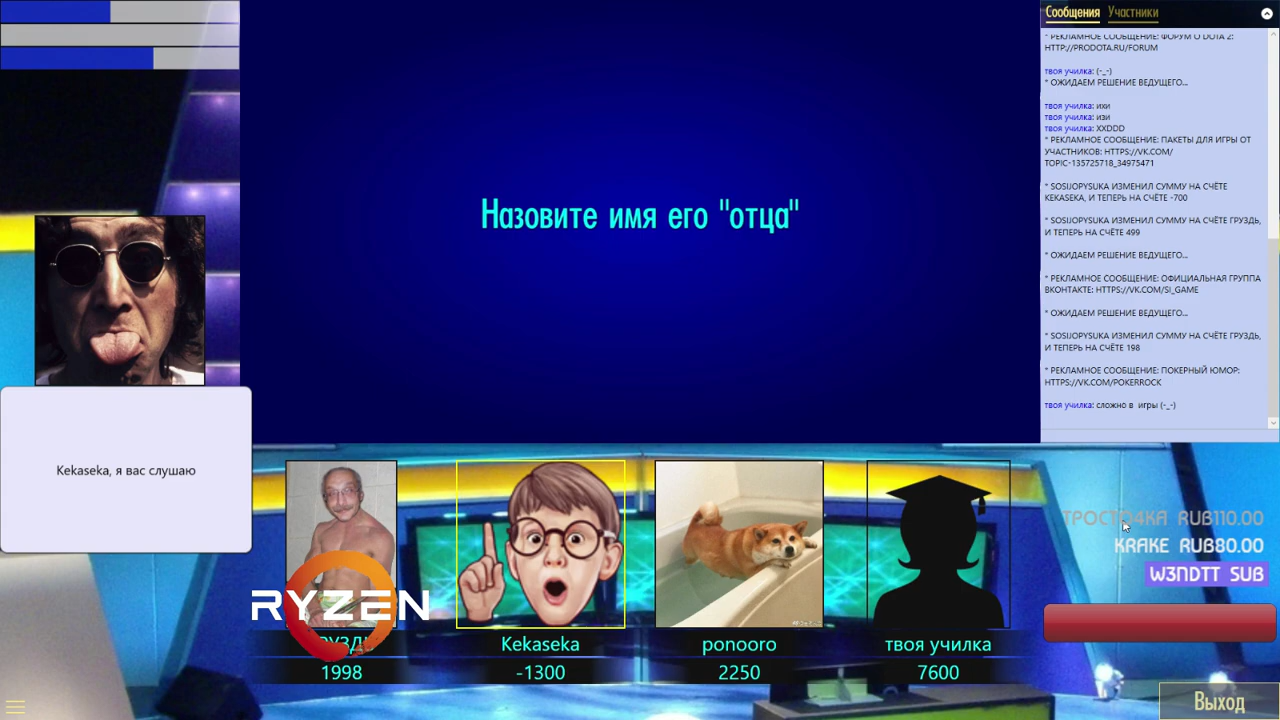 Сообщения Участники
* РЕКЛАМНОЕ СООБЩЕНИЕ: ФОРУМ О DOTA 2:
HTTP://PRODOTA.RU/FORUM
твоя училка: (-_-)
* ОЖИДАЕМ РЕШЕНИЕ ВЕДУЩЕГО...
твоя училка: ихи
твоя училка: изи
твоя училка: XXDDD
* РЕКЛАМНОЕ СООБЩЕНИЕ: ПАКЕТЫ ДЛЯ ИГРЫ ОТ
УЧАСТНИКОВ: HTTPS://VK.COM/
TOPIC-135725718_34975471
* SOSIJOPYSUKA ИЗМЕНИЛ СУММУ НА СЧЁТЕ
KEKASEKA, И ТЕПЕРЬ НА СЧЁТЕ -700
* SOSIJOPYSUKA ИЗМЕНИЛ СУММУ НА СЧЁТЕ ГРУЗДЬ,
И ТЕПЕРЬ НА СЧЁТЕ 499
* ОЖИДАЕМ РЕШЕНИЕ ВЕДУЩЕГО...
* РЕКЛАМНОЕ СООБЩЕНИЕ: ОФИЦИАЛЬНАЯ ГРУППА
ВКОНТАКТЕ: HTTPS://VK.COM/SI_GAME
* ОЖИДАЕМ РЕШЕНИЕ ВЕДУЩЕГО...
* SOSIJOPYSUKA ИЗМЕНИЛ СУММУ НА СЧЁТЕ ГРУЗДЬ,
И ТЕПЕРЬ НА СЧЁТЕ 198
* РЕКЛАМНОЕ СООБЩЕНИЕ: ПОКЕРНЫЙ ЮМОР:
HTTPS://VK.COM/POKERROCK
твоя училка: сложно в игры (-_-)
Назовите имя его "отца"
Kekaseka, я вас слушаю
RYZEN
Kekaseka
ponooro
твоя училка
1998
-1300
2250
7600
ТРОСТО4КА RUB110.00
KRAKE RUB80.00
W3NDTT SUB
Выход